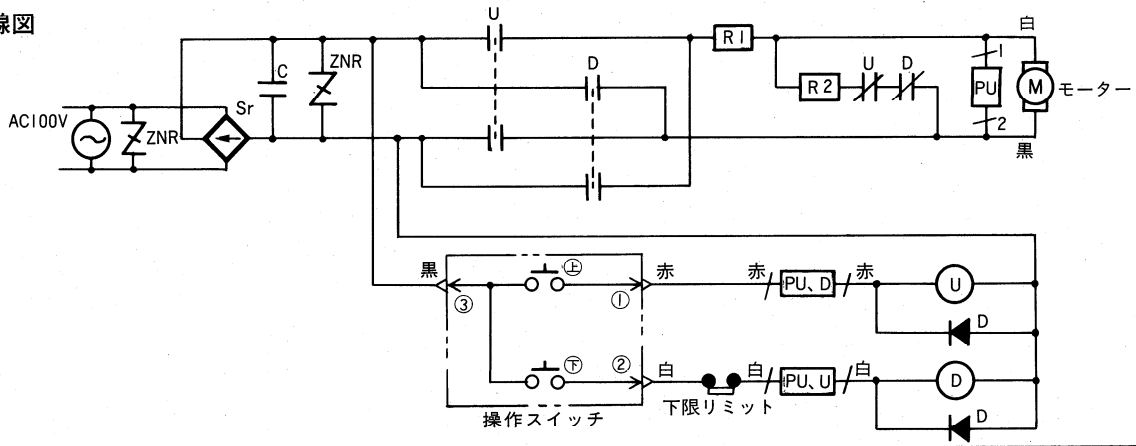 線図
U
白
R1
1
ZNR
C
D
U
D
R2
PU
M
モーター
Sr
AC100V
ZNR
2
黒
黒
上
赤
赤
PU、D
赤
U
③
①
D
下
②
白
白
PU、U
白
D
下限リミット
D
操作スイッチ